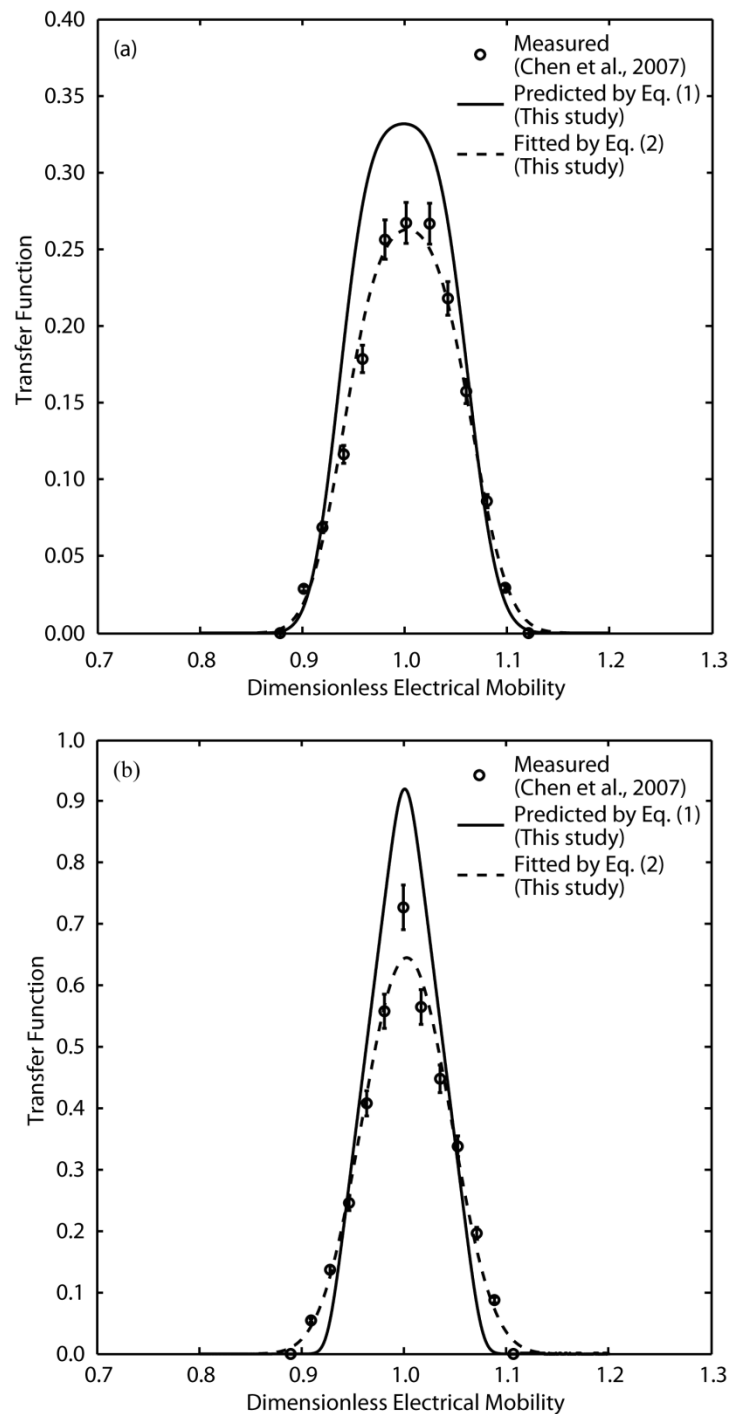 (a)
Measured
(Chen et al., 2007)
Predicted by Eq. (1)
(This study)
Fitted by Eq. (2)
(This study)
Transfer Function
0.40
0.35
0.30
0.25
0.20
0.15
0.10
0.05
0.00
0.7 0.8 0.9 1.0 1.1 1.2 1.3
Dimensionless Electrical Mobility
(b)
Measured
(Chen et al., 2007)
Predicted by Eq. (1)
(This study)
Fitted by Eq. (2)
(This study)
Transfer Function
1.0
0.9
0.8
0.7
0.6
0.5
0.4
0.3
0.2
0.1
0.0
0.7 0.8 0.9 1.0 1.1 1.2 1.3
Dimensionless Electrical Mobility